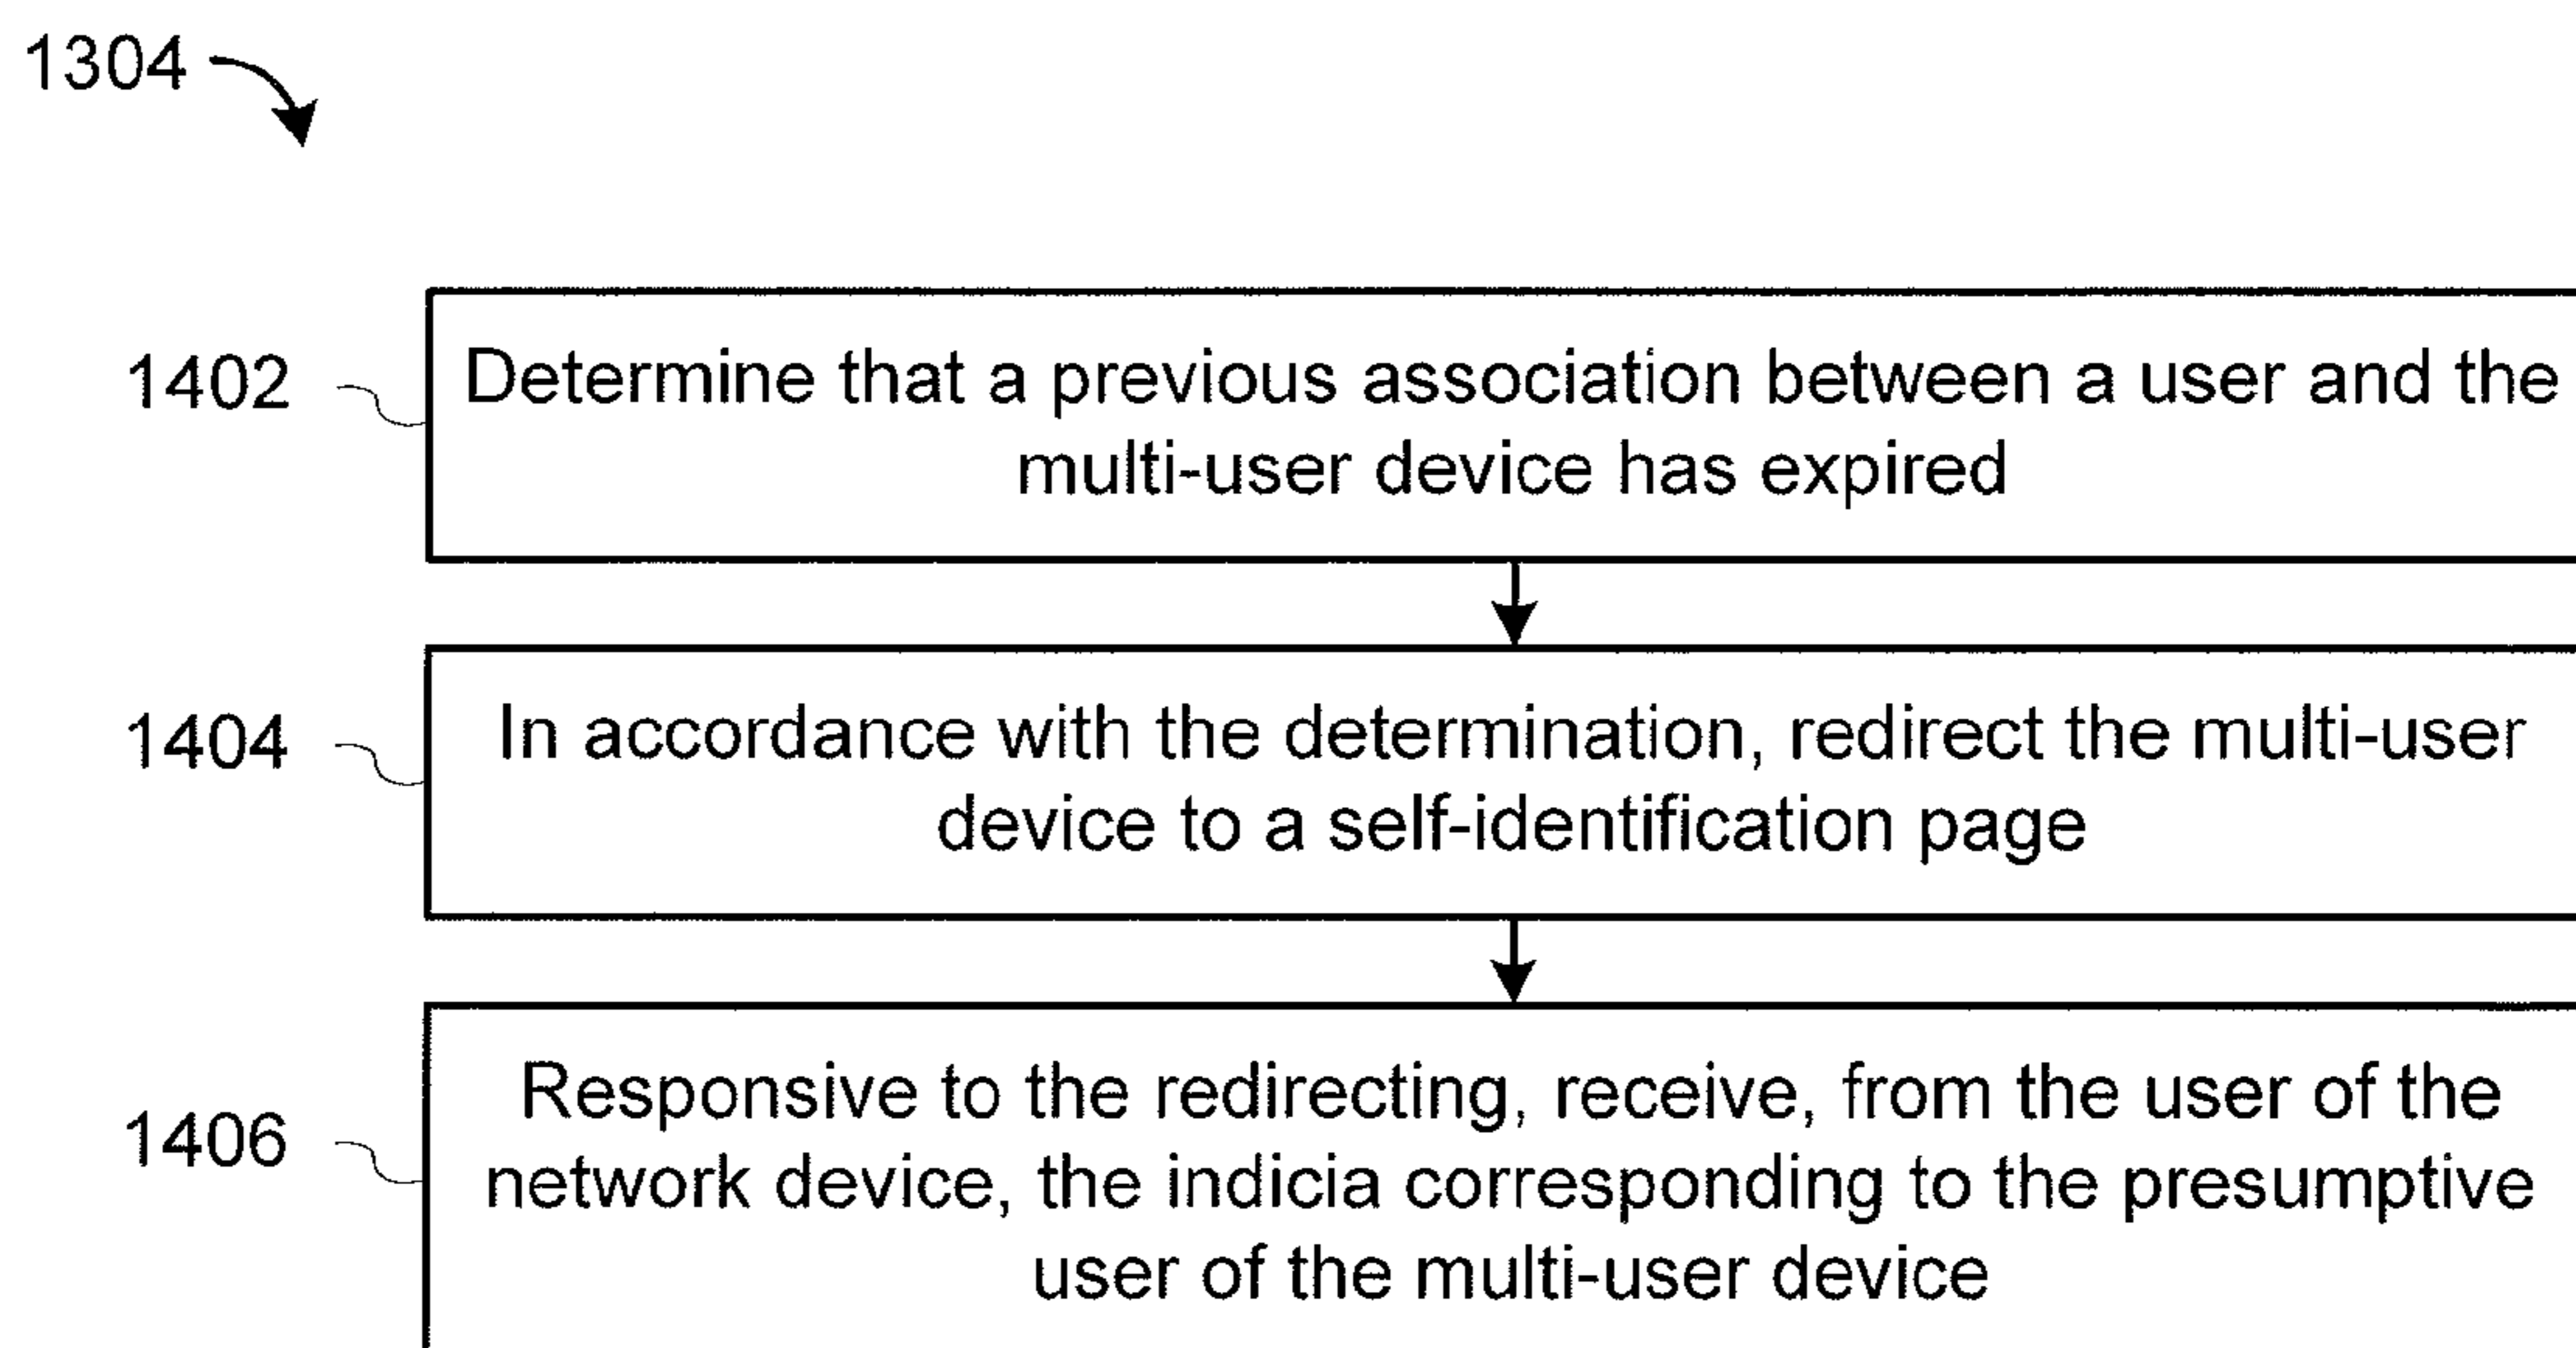 1304
1402
Determine that a previous association between a user and the
multi-user device has expired
1404
In accordance with the determination, redirect the multi-user
device to a self-identification page
1406
Responsive to the redirecting, receive, from the user of the
network device, the indicia corresponding to the presumptive
user of the multi-user device